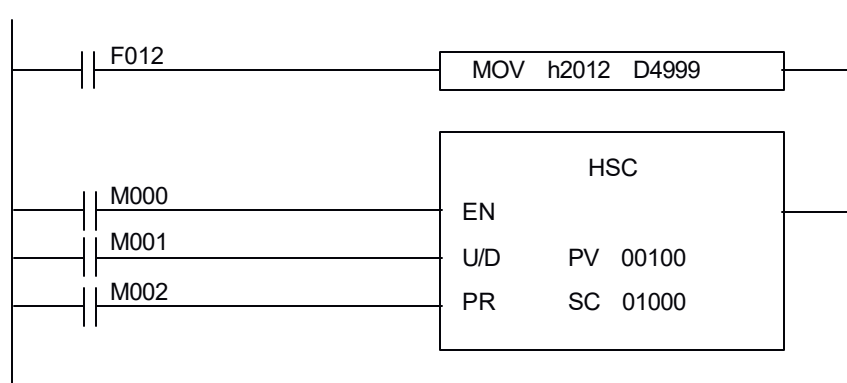 F012
MOV h2012 D4999
HSC
M000
EN
M001
U/D PV 00100
M002
PR SC 01000